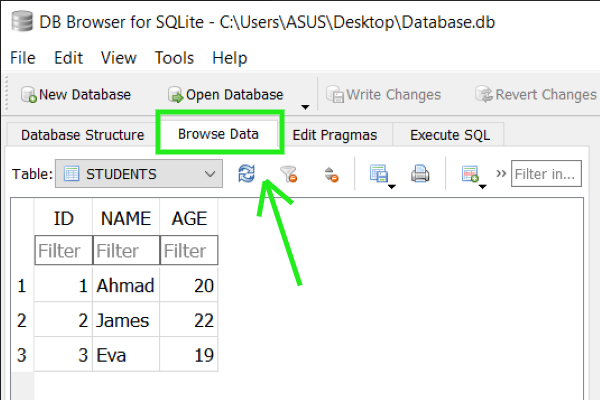 DB Browser for SQLite - C:\Users\ASUS\Desktop\Database.db
File Edit View Tools Help
New Database Open Database Write Changes Revert Changes
Database Structure Browse Data Edit Pragmas Execute SQL
Table: STUDENTS » Filter in...
ID NAME AGE
Filter Filter Filter
1 1 Ahmad 20
2 2 James 22
3 3 Eva 19